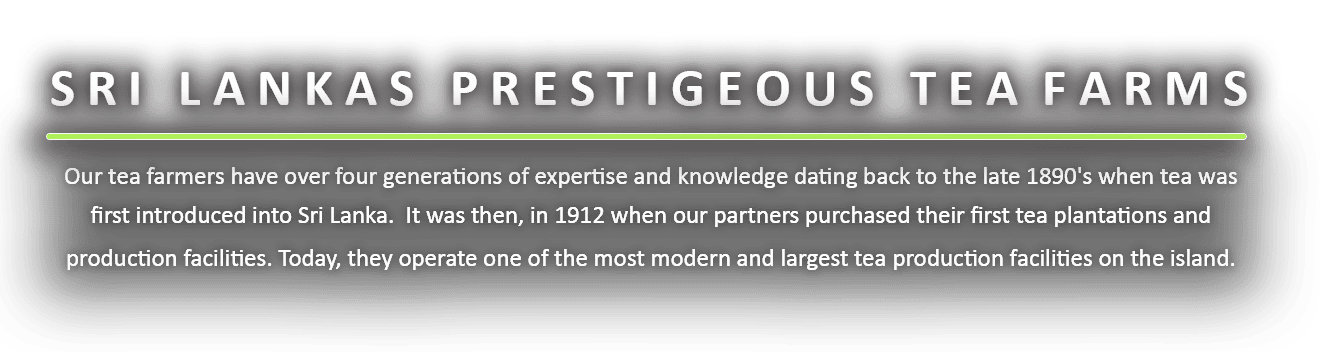 SRI LANKAS PRESTIGEOUS TEA FARMS
Our tea farmers have over four generations of expertise and knowledge dating back to the late 1890's when tea was
first introduced into Sri Lanka.  It was then, in 1912 when our partners purchased their first tea plantations and
production facilities. Today, they operate one of the most modern and largest tea production facilities on the island.